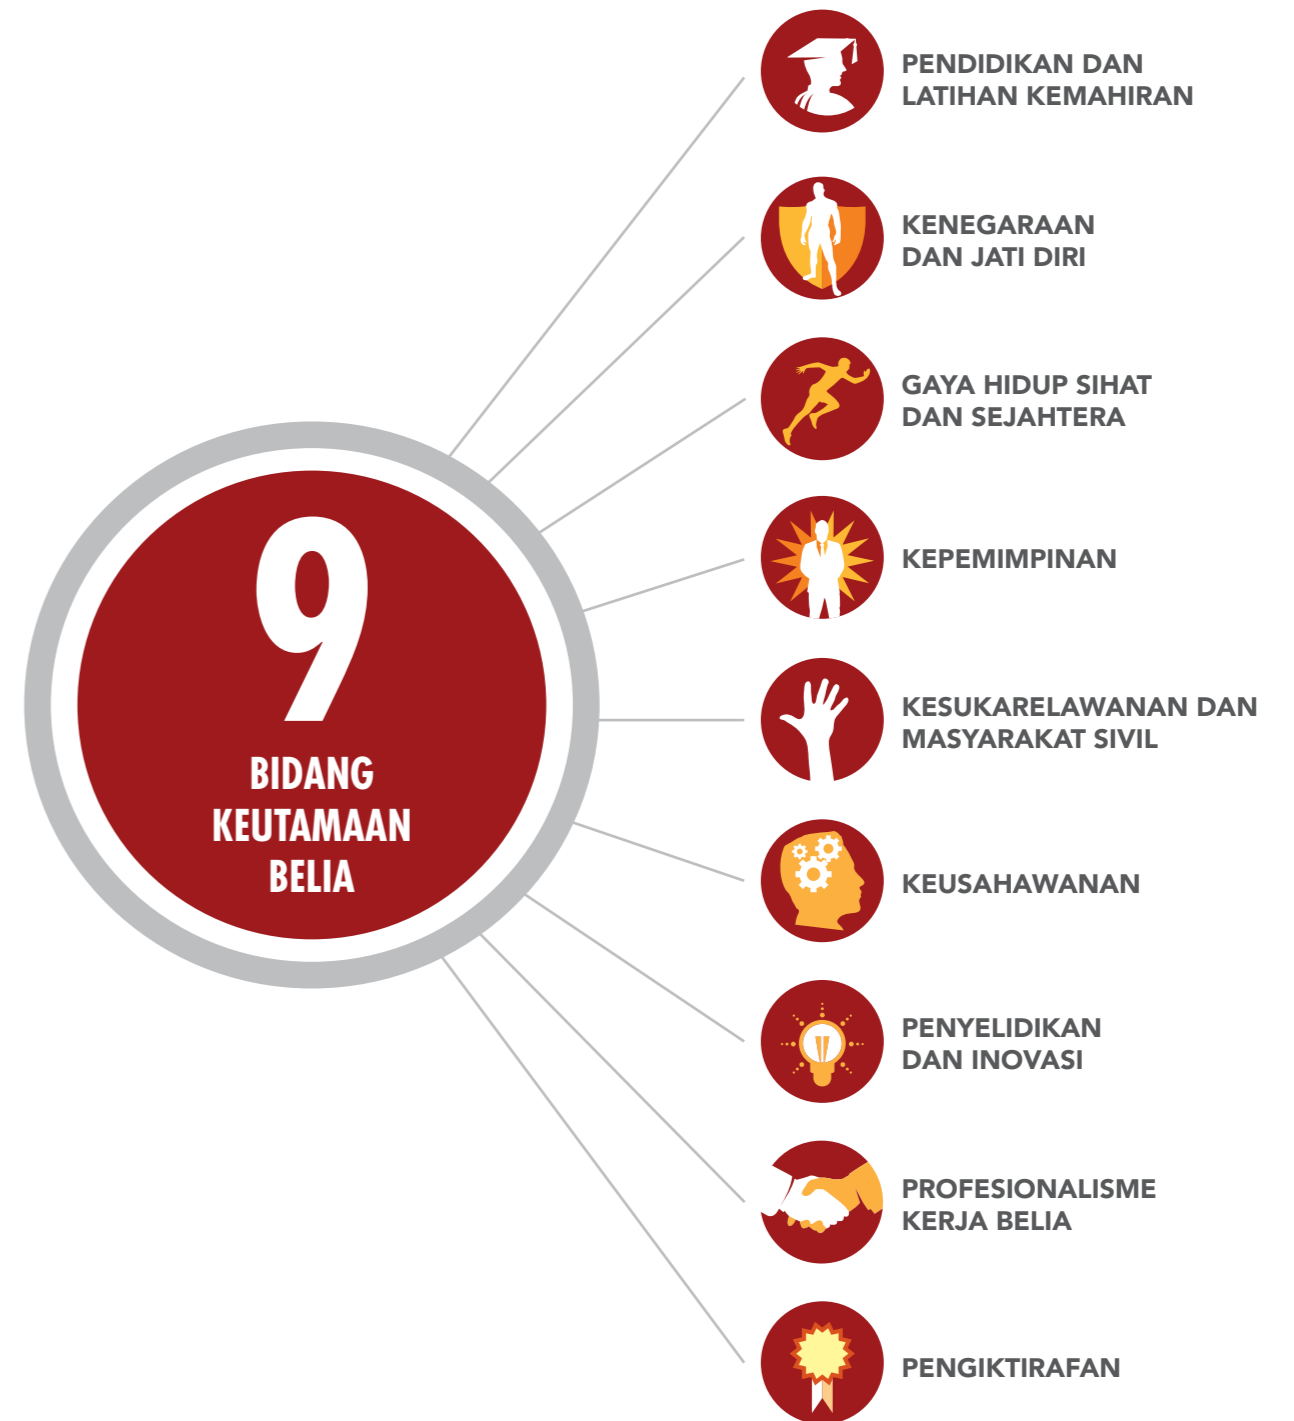 9
BIDANG
KEUTAMAAN
BELIA
PENDIDIKAN DAN
LATIHAN KEMAHIRAN
KENEGARAAN
DAN JATI DIRI
GAYA HIDUP SIHAT
DAN SEJAHTERA
KEPEMIMPINAN
KESUKARELAWANAN DAN
MASYARAKAT SIVIL
KEUSAHAWANAN
PENYELIDIKAN
DAN INOVASI
PROFESIONALISME
KERJA BELIA
PENGIKTIRAFAN